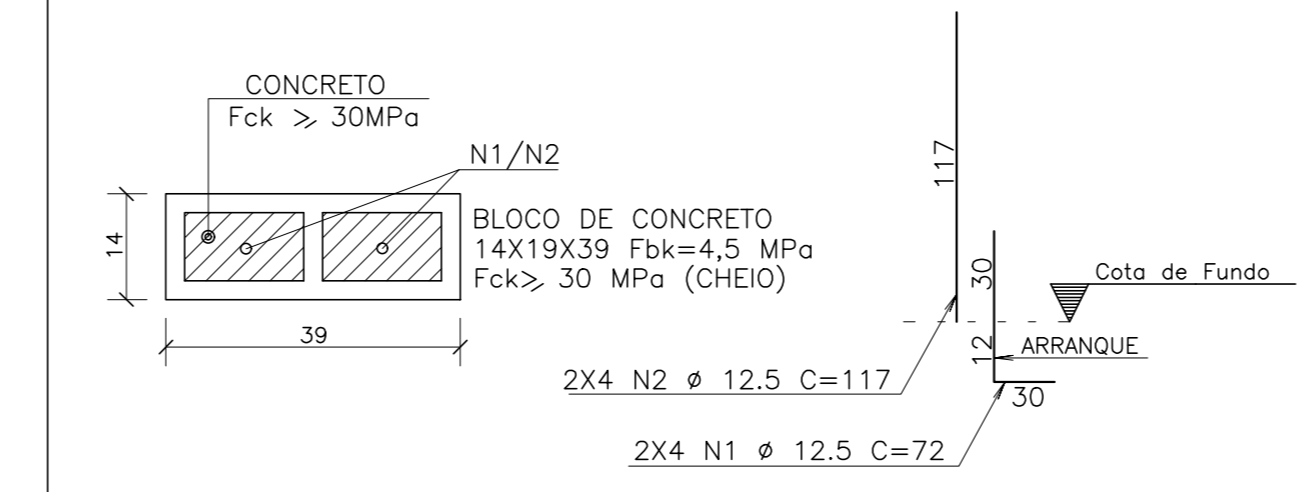 CONCRETO
Fck ⩾ 30MPa
N1/N2
BLOCO DE CONCRETO
14X19X39 Fbk=4,5 MPa
Fck⩾ 30 MPa (CHEIO)
14
39
117
30
Cota de Fundo
12
ARRANQUE
30
2X4 N2 ø 12.5 C=117
2X4 N1 ø 12.5 C=72